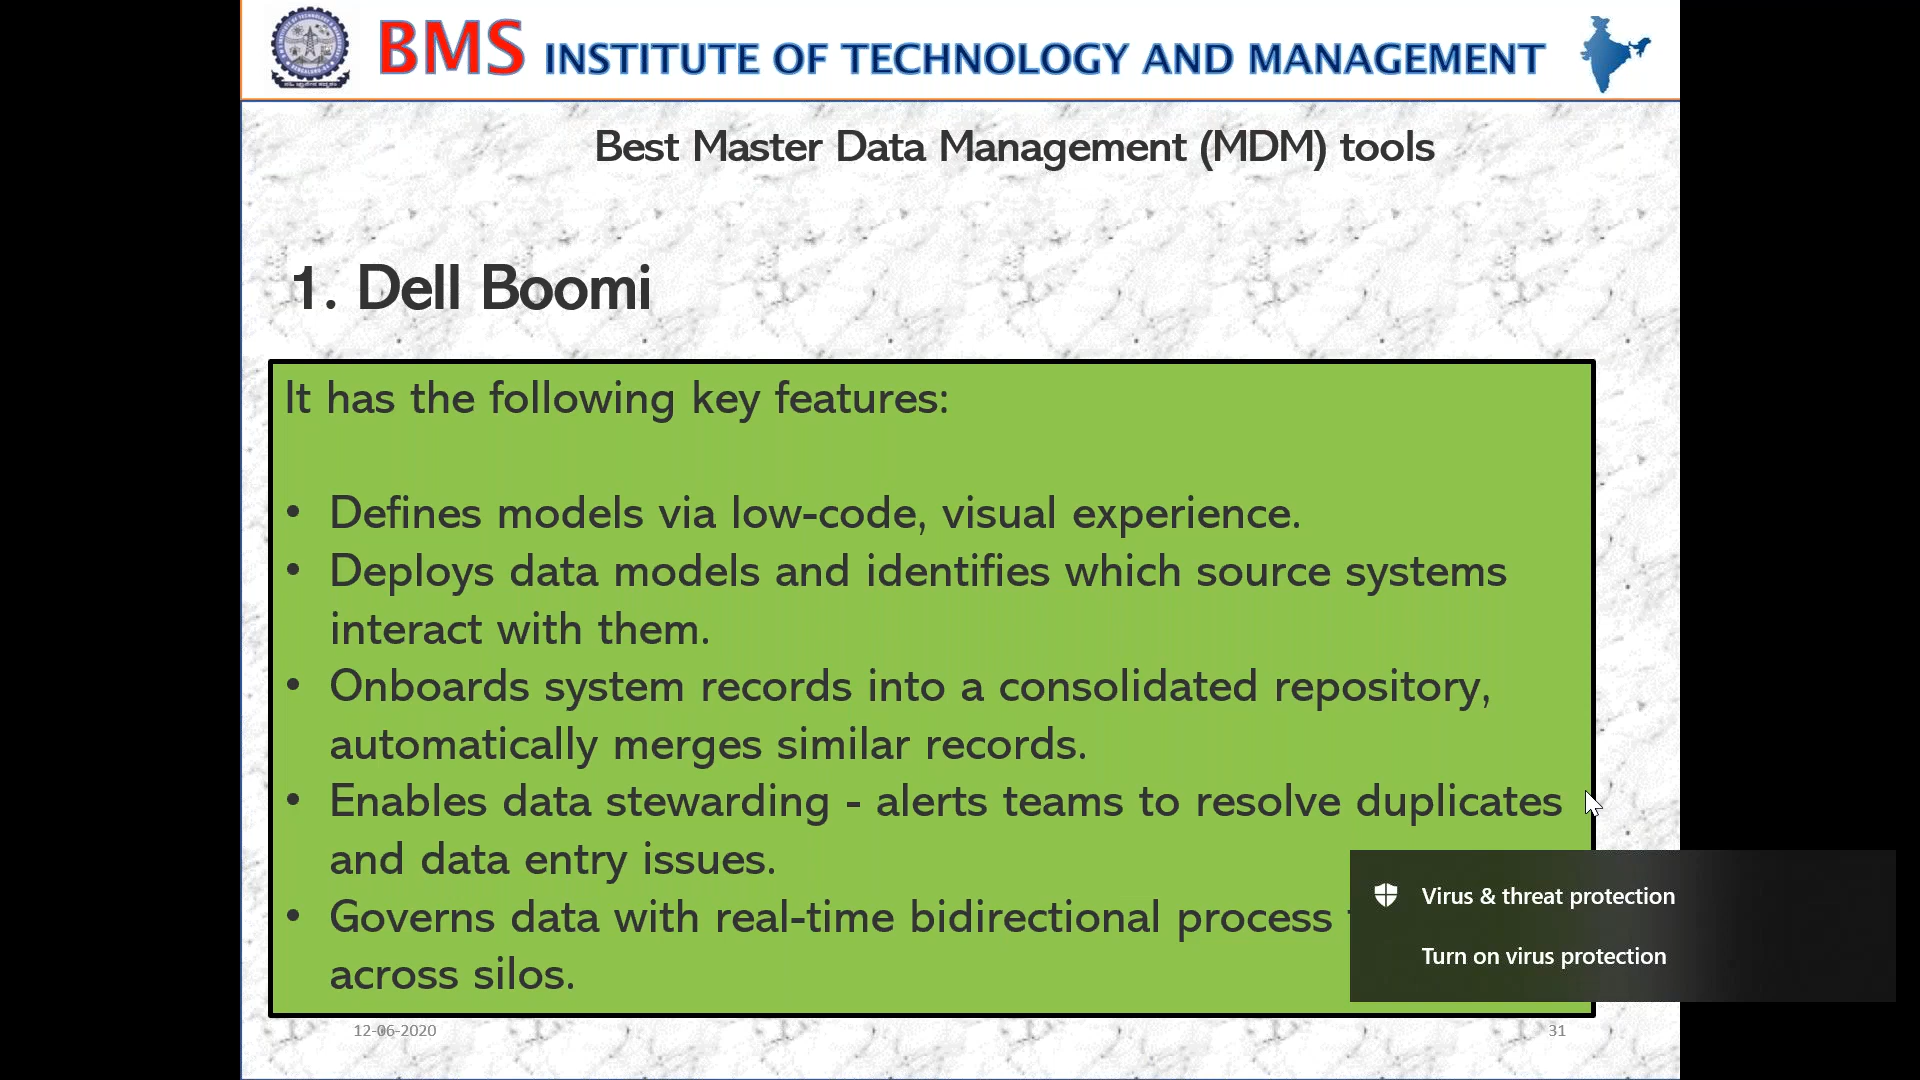 BMS INSTITUTE OF TECHNOLOGY AND MANAGEMENT
Best Master Data Management (MDM) tools
1. Dell Boomi
It has the following key features:
• Defines models via low-code, visual experience.
• Deploys data models and identifies which source systems
interact with them.
• Onboards system records into a consolidated repository,
automatically merges similar records.
• Enables data stewarding - alerts teams to resolve duplicates
and data entry issues.
• Governs data with real-time bidirectional process
across silos.
Virus & threat protection
Turn on virus protection
12-06-2020
31